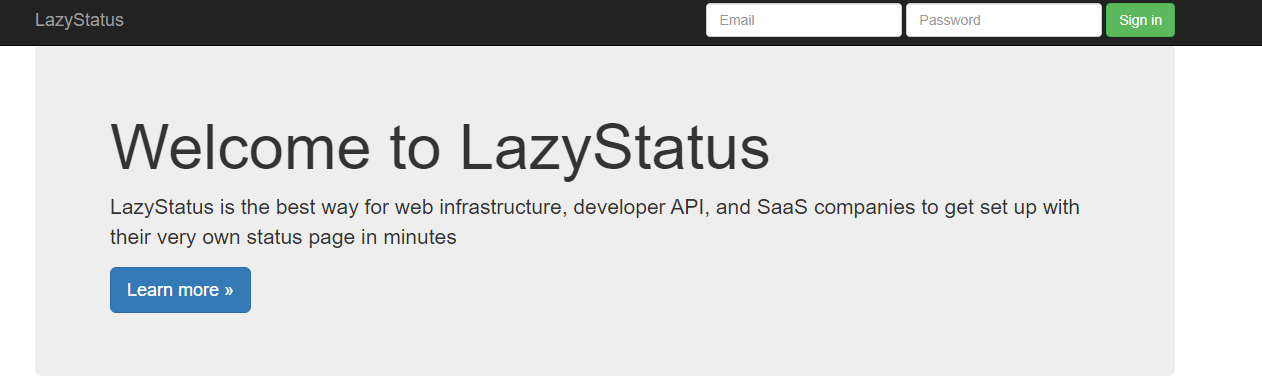 LazyStatus
Email
Password
Sign in
Welcome to LazyStatus
LazyStatus is the best way for web infrastructure, developer API, and SaaS companies to get set up with
their very own status page in minutes
Learn more »